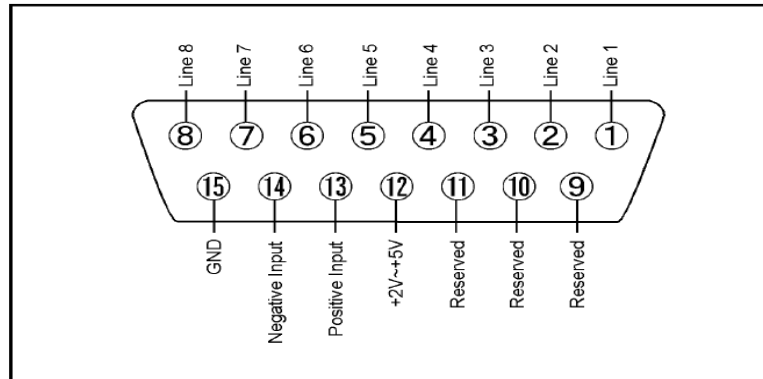 Line 8
Line 7
Line 6
Line 5
Line 4
Line 3
Line 2
Line 1
8 7 6 5 4 3 2 1
15 14 13 12 11 10 9
GND
Negative Input
Positive Input
+2V~+5V
Reserved
Reserved
Reserved